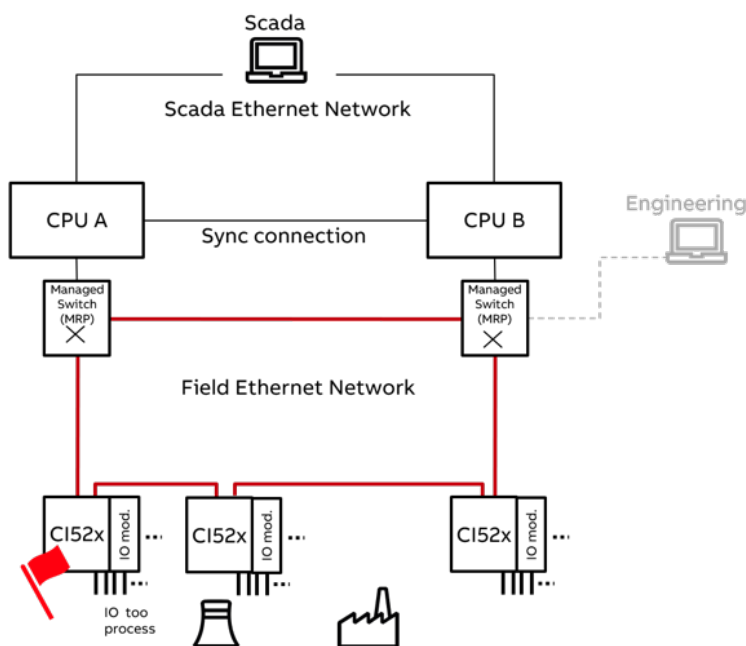 Scada
Scada Ethernet Network
CPU A
CPU B
Sync connection
Engineering
Managed
Switch
(MRP)
Managed
Switch
(MRP)
Field Ethernet Network
CI52x
IO mod.
CI52x
IO mod.
CI52x
IO mod.
IO too
process